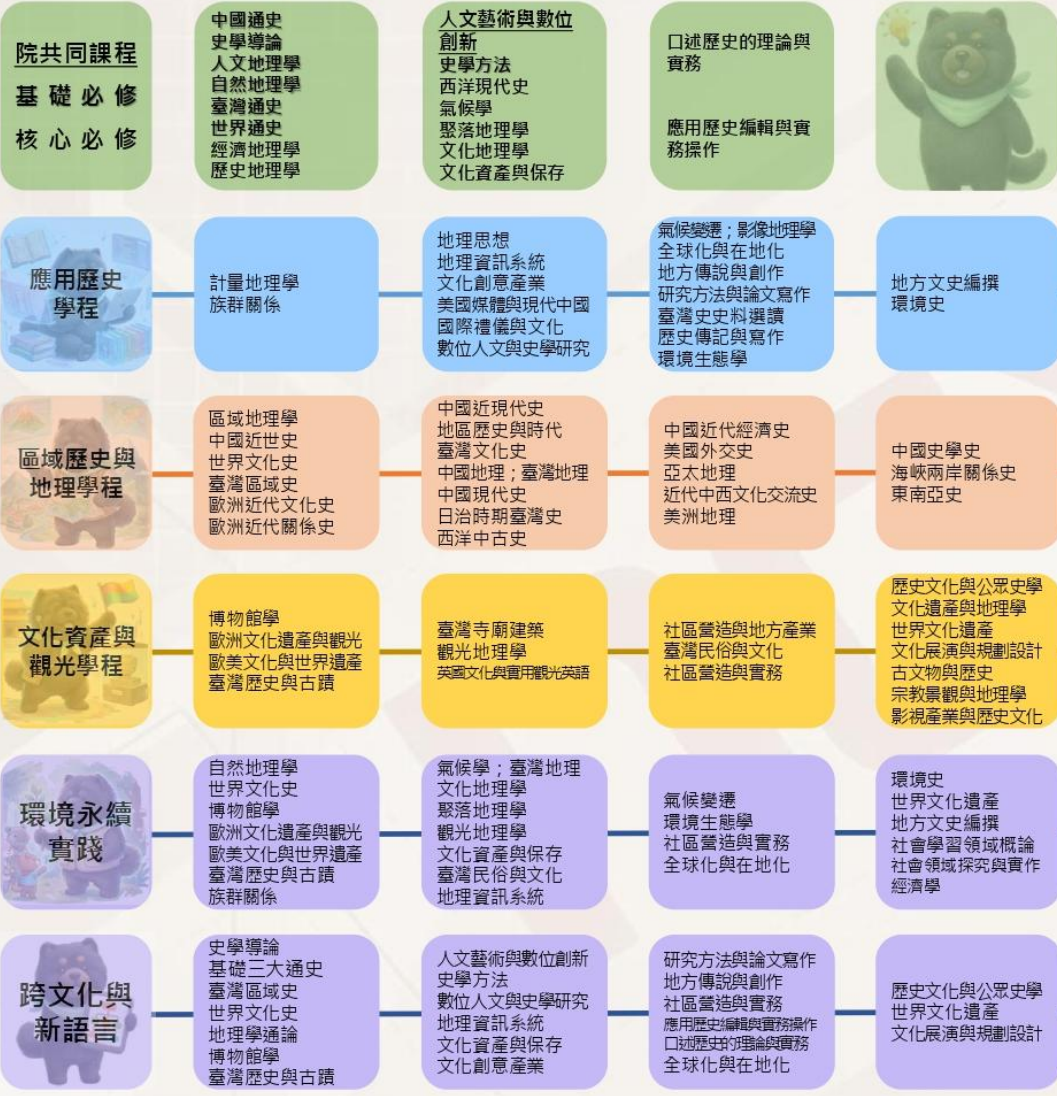 院共同課程
基礎必修
核心必修
中國通史
史學導論
人文地理學
自然地理學
臺灣通史
世界通史
經濟地理學
歷史地理學
人文藝術與數位
創新
史學方法
西洋現代史
氣候學
聚落地理學
文化地理學
文化資產與保存
口述歷史的理論與
實務
應用歷史編輯與實
務操作
應用歷史
學程
計量地理學
族群關係
地理思想
地理資訊系統
文化創意產業
美國媒體與現代中國
國際禮儀與文化
數位人文與史學研究
氣候變遷；影像地理學
全球化與在地化
地方傳說與創作
研究方法與論文寫作
臺灣史史料選讀
歷史傳記與寫作
環境生態學
地方文史編撰
環境史
區域歷史與
地理學程
區域地理學
中國近世史
世界文化史
臺灣區域史
歐洲近代文化史
歐洲近代關係史
中國近現代史
地區歷史與時代
臺灣文化史
中國地理；臺灣地理
中國現代史
日治時期臺灣史
西洋中古史
中國近代經濟史
美國外交史
亞太地理
近代中西文化交流史
美洲地理
中國史學史
海峽兩岸關係史
東南亞史
文化資產與
觀光學程
博物館學
歐洲文化遺產與觀光
歐美文化與世界遺產
臺灣歷史與古蹟
臺灣寺廟建築
觀光地理學
英國文化與實用觀光英語
社區營造與地方產業
臺灣民俗與文化
社區營造與實務
歷史文化與公眾史學
文化遺產與地理學
世界文化遺產
文化展演與規劃設計
古文物與歷史
宗教景觀與地理學
影視產業與歷史文化
環境永續
實踐
自然地理學
世界文化史
博物館學
歐洲文化遺產與觀光
歐美文化與世界遺產
臺灣歷史與古蹟
族群關係
氣候學；臺灣地理
文化地理學
聚落地理學
觀光地理學
文化資產與保存
臺灣民俗與文化
地理資訊系統
氣候變遷
環境生態學
社區營造與實務
全球化與在地化
環境史
世界文化遺產
地方文史編撰
社會學習領域概論
社會領域探究與實作
經濟學
跨文化與
新語言
史學導論
基礎三大通史
臺灣區域史
世界文化史
地理學通論
博物館學
臺灣歷史與古蹟
人文藝術與數位創新
史學方法
數位人文與史學研究
地理資訊系統
文化資產與保存
文化創意產業
研究方法與論文寫作
地方傳說與創作
社區營造與實務
應用歷史編輯與實務操作
口述歷史的理論與實務
全球化與在地化
歷史文化與公眾史學
世界文化遺產
文化展演與規劃設計